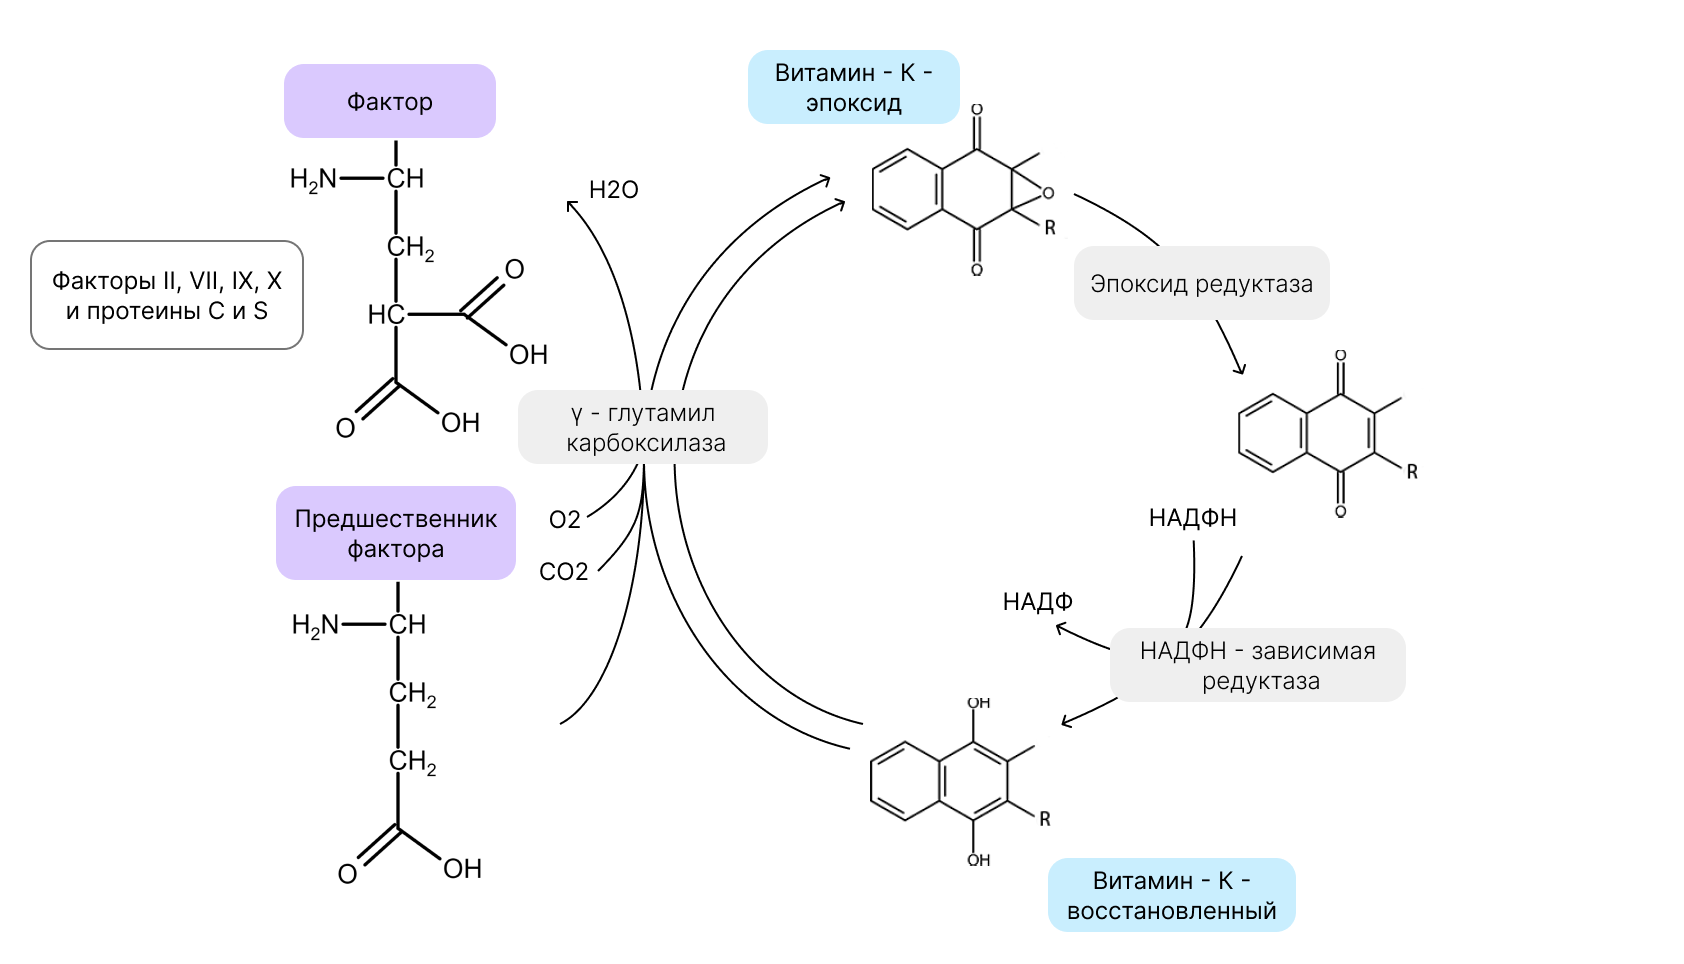 Витамин - К -
эпоксид
Фактор
H2N
CH
CH2
HC
O
OH
O
OH
H2O
Факторы II, VII, IX, X
и протеины C и S
O
O
R
O
Эпоксид редуктаза
γ - глутамил
карбоксилаза
O
R
O
O2
CO2
Предшественник
фактора
H2N
CH
CH2
CH2
O
OH
НАДФН
НАДФ
НАДФН - зависимая
редуктаза
OH
R
OH
Витамин - К -
восстановленный